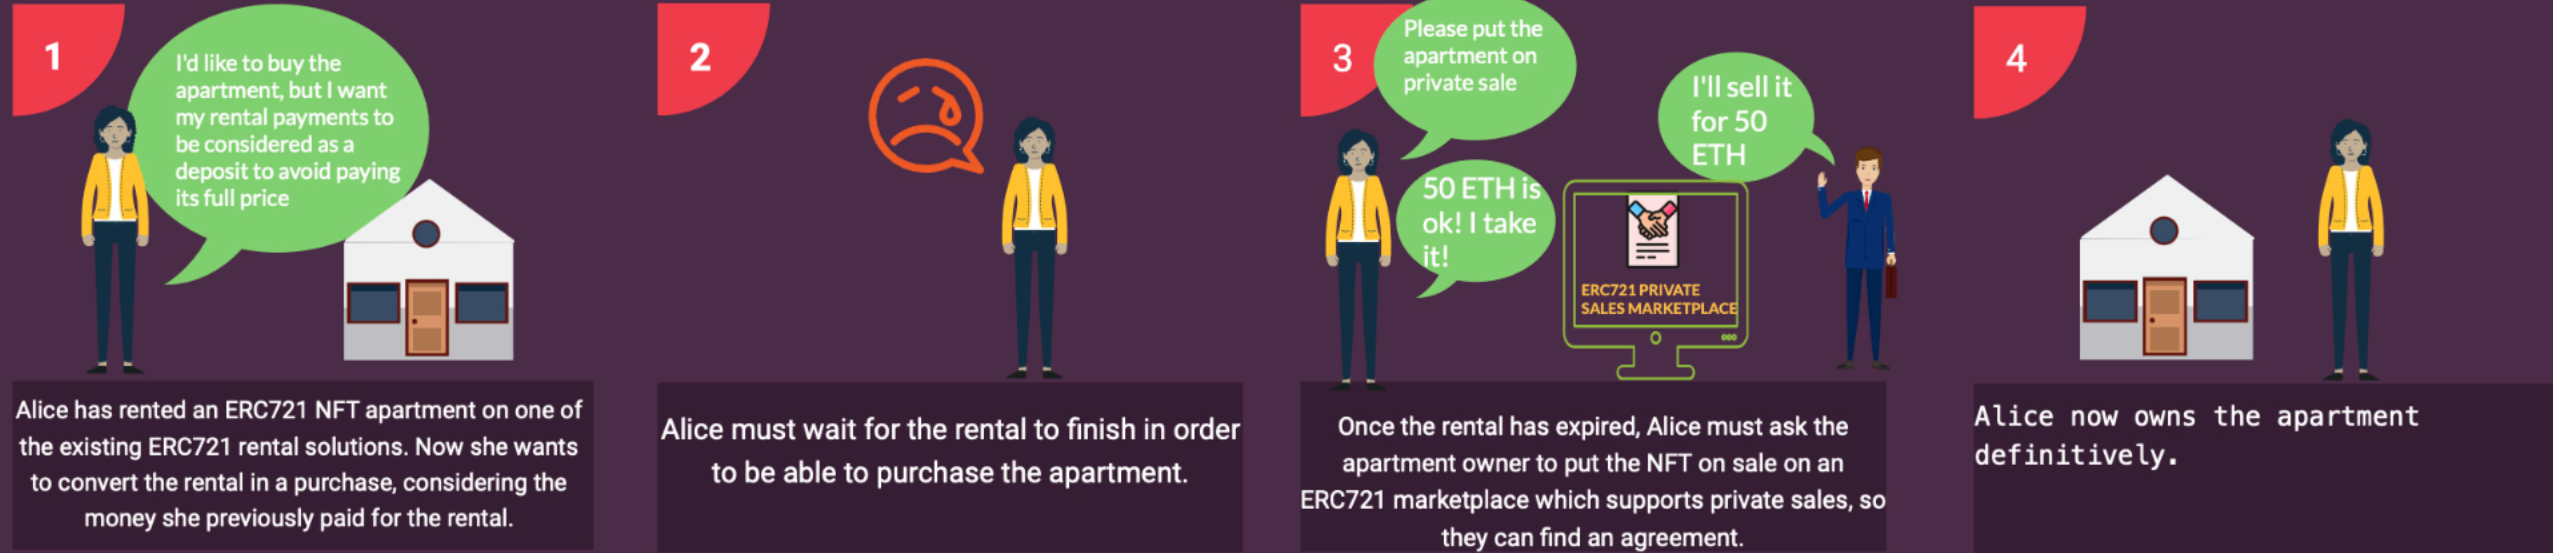 1
I'd like to buy the
apartment, but I want
my rental payments to
be considered as a
deposit to avoid paying
its full price
Alice has rented an ERC721 NFT apartment on one of
the existing ERC721 rental solutions. Now she wants
to convert the rental in a purchase, considering the
money she previously paid for the rental.
2
Alice must wait for the rental to finish in order
to be able to purchase the apartment.
3
Please put the
apartment on
private sale
I'll sell it
for 50
ETH
50 ETH is
ok! I take
it!
ERC721 PRIVATE
SALES MARKETPLACE
Once the rental has expired, Alice must ask the
apartment owner to put the NFT on sale on an
ERC721 marketplace which supports private sales, so
they can find an agreement.
4
Alice now owns the apartment
definitively.